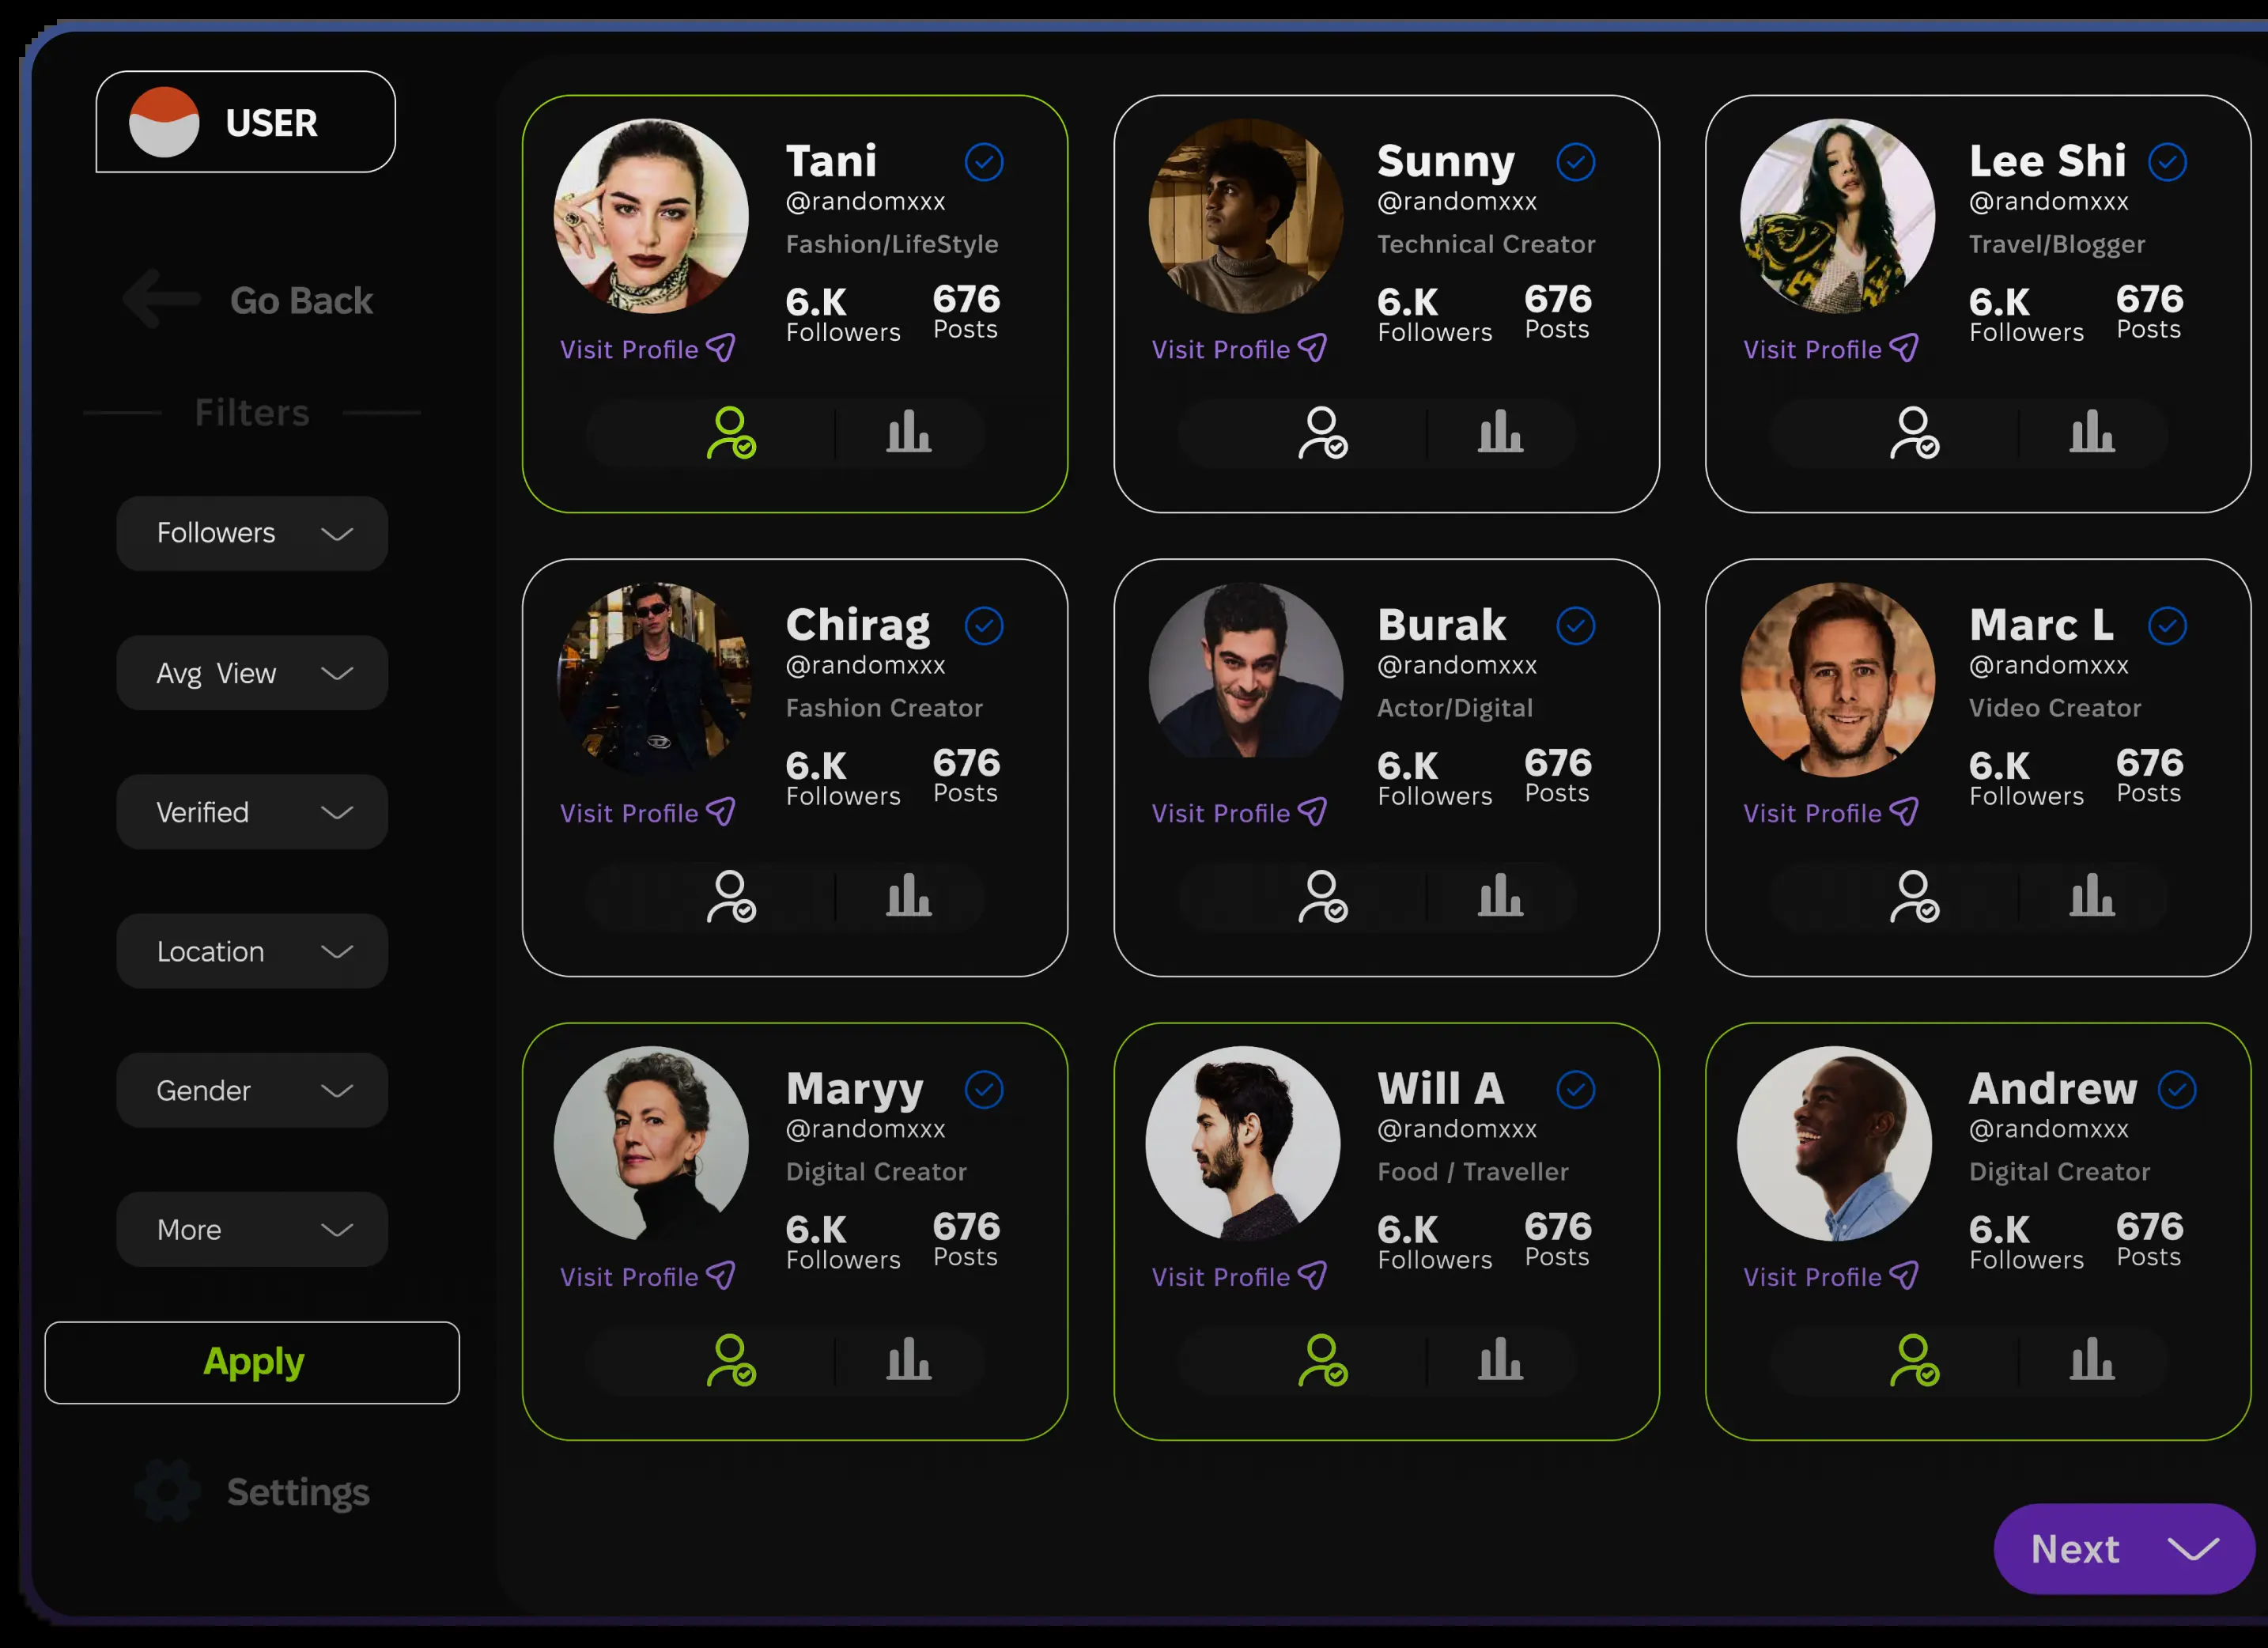 USER
Go Back
Filters
Followers
Avg View
Verified
Location
Gender
More
Apply
Settings
Tani
@randomxxx
Fashion/LifeStyle
6.K 676
Followers Posts
Visit Profile
Sunny
@randomxxx
Technical Creator
6.K 676
Followers Posts
Visit Profile
Lee Shi
@randomxxx
Travel/Blogger
6.K 676
Followers Posts
Visit Profile
Chirag
@randomxxx
Fashion Creator
6.K 676
Followers Posts
Visit Profile
Burak
@randomxxx
Actor/Digital
6.K 676
Followers Posts
Visit Profile
Marc L
@randomxxx
Video Creator
6.K 676
Followers Posts
Visit Profile
Maryy
@randomxxx
Digital Creator
6.K 676
Followers Posts
Visit Profile
Will A
@randomxxx
Food / Traveller
6.K 676
Followers Posts
Visit Profile
Andrew
@randomxxx
Digital Creator
6.K 676
Followers Posts
Visit Profile
Next